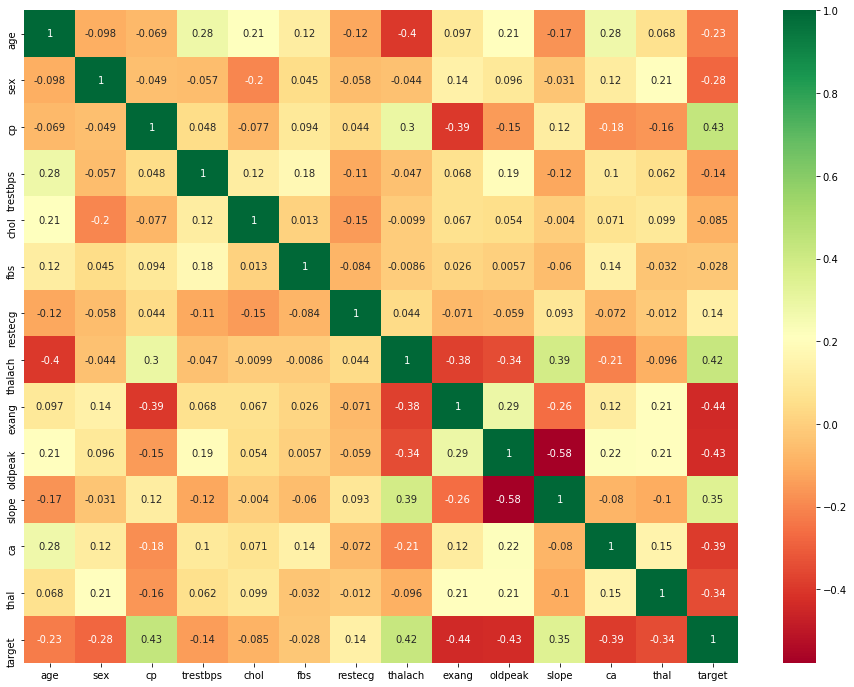 age 1 -0.098 -0.069 0.28 0.21 0.12 -0.12 -0.4 0.097 0.21 -0.17 0.28 0.068 -0.23
sex -0.098 1 -0.049 -0.057 -0.2 0.045 -0.058 -0.044 0.14 0.096 -0.031 0.12 0.21 -0.28
cp -0.069 -0.049 1 0.048 -0.077 0.094 0.044 0.3 -0.39 -0.15 0.12 -0.18 -0.16 0.43
trestbps 0.28 -0.057 0.048 1 0.12 0.18 -0.11 -0.047 0.068 0.19 -0.12 0.1 0.062 -0.14
chol 0.21 -0.2 -0.077 0.12 1 0.013 -0.15 -0.0099 0.067 0.054 -0.004 0.071 0.099 -0.085
fbs 0.12 0.045 0.094 0.18 0.013 1 -0.084 -0.0086 0.026 0.0057 -0.06 0.14 -0.032 -0.028
restecg -0.12 -0.058 0.044 -0.11 -0.15 -0.084 1 0.044 -0.071 -0.059 0.093 -0.072 -0.012 0.14
thalach -0.4 -0.044 0.3 -0.047 -0.0099 -0.0086 0.044 1 -0.38 -0.34 0.39 -0.21 -0.096 0.42
exang 0.097 0.14 -0.39 0.068 0.067 0.026 -0.071 -0.38 1 0.29 -0.26 0.12 0.21 -0.44
oldpeak 0.21 0.096 -0.15 0.19 0.054 0.0057 -0.059 -0.34 0.29 1 -0.58 0.22 0.21 -0.43
slope -0.17 -0.031 0.12 -0.12 -0.004 -0.06 0.093 0.39 -0.26 -0.58 1 -0.08 -0.1 0.35
ca 0.28 0.12 -0.18 0.1 0.071 0.14 -0.072 -0.21 0.12 0.22 -0.08 1 0.15 -0.39
thal 0.068 0.21 -0.16 0.062 0.099 -0.032 -0.012 -0.096 0.21 0.21 -0.1 0.15 1 -0.34
target -0.23 -0.28 0.43 -0.14 -0.085 -0.028 0.14 0.42 -0.44 -0.43 0.35 -0.39 -0.34 1
age sex cp trestbps chol fbs restecg thalach exang oldpeak slope ca thal target
1.0
0.8
0.6
0.4
0.2
0.0
−0.2
−0.4